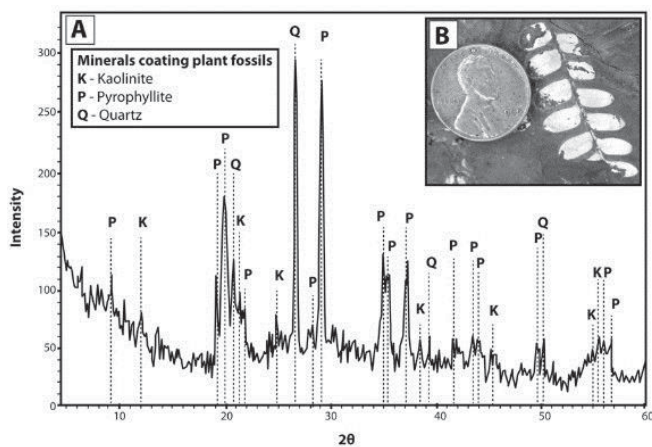 A
Minerals coating plant fossils
K - Kaolinite
P - Pyrophyllite
Q - Quartz
B
Q
P
P
P Q
K
P
P K
K
P
P
P
P
K
Q
P
P
P
K
P
Q
K
K P
P
300
250
200
150
100
50
0
Intensity
10 20 30 40 50 60
2θ